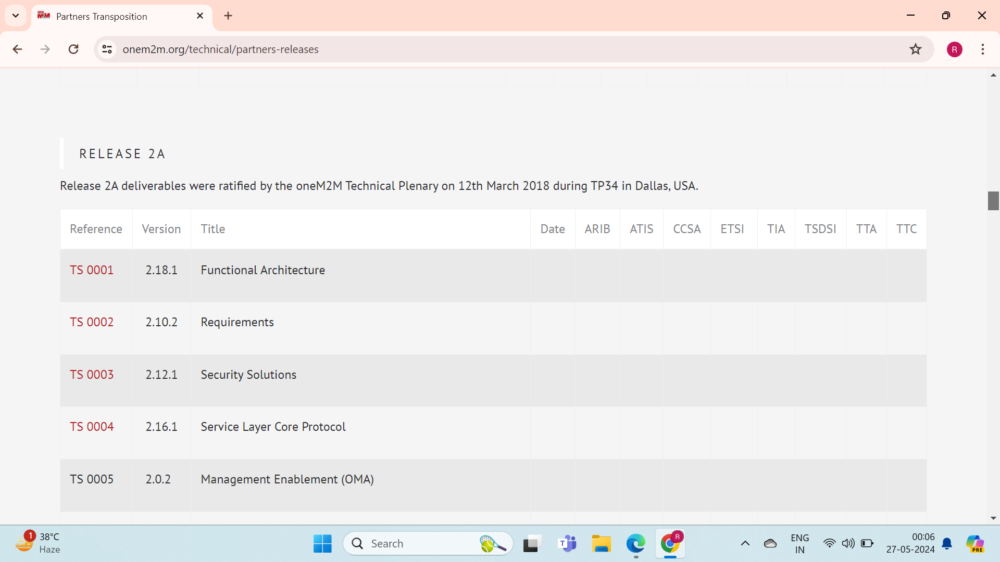 one M2M Partners Transposition
onem2m.org/technical/partners-releases R
RELEASE 2A
Release 2A deliverables were ratified by the oneM2M Technical Plenary on 12th March 2018 during TP34 in Dallas, USA.
Reference Version Title Date ARIB ATIS CCSA ETSI TIA TSDSI TTA TTC
TS 0001 2.18.1 Functional Architecture
TS 0002 2.10.2 Requirements
TS 0003 2.12.1 Security Solutions
TS 0004 2.16.1 Service Layer Core Protocol
TS 0005 2.0.2 Management Enablement (OMA)
1 38°C
Haze
Search
T
R
ENG
IN
00:06
27-05-2024
PRE